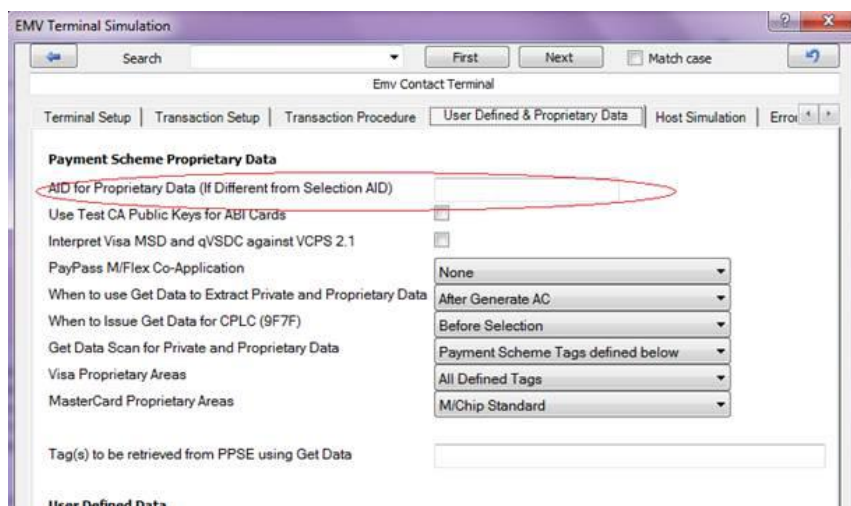 EMV Terminal Simulation
Search First Next Match case
Emv Contact Terminal
Terminal Setup Transaction Setup Transaction Procedure User Defined & Proprietary Data Host Simulation Error
Payment Scheme Proprietary Data
AID for Proprietary Data (If Different from Selection AID)
Use Test CA Public Keys for ABI Cards
Interpret Visa MSD and qVSDC against VCPS 2.1
PayPass M/Flex Co-Application None
When to use Get Data to Extract Private and Proprietary Data After Generate AC
When to Issue Get Data for CPLC (9F7F) Before Selection
Get Data Scan for Private and Proprietary Data Payment Scheme Tags defined below
Visa Proprietary Areas All Defined Tags
MasterCard Proprietary Areas M/Chip Standard
Tag(s) to be retrieved from PPSE using Get Data
User Defined Data